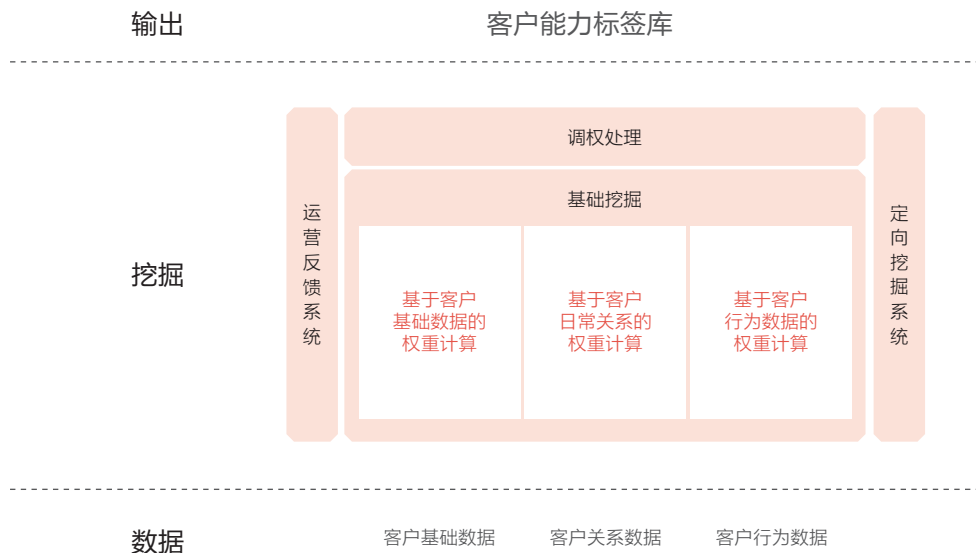 输出
客户能力标签库
调权处理
基础挖掘
运营反馈系统
定向挖掘系统
挖掘
基于客户
基础数据的
权重计算
基于客户
日常关系的
权重计算
基于客户
行为数据的
权重计算
数据
客户基础数据
客户关系数据
客户行为数据